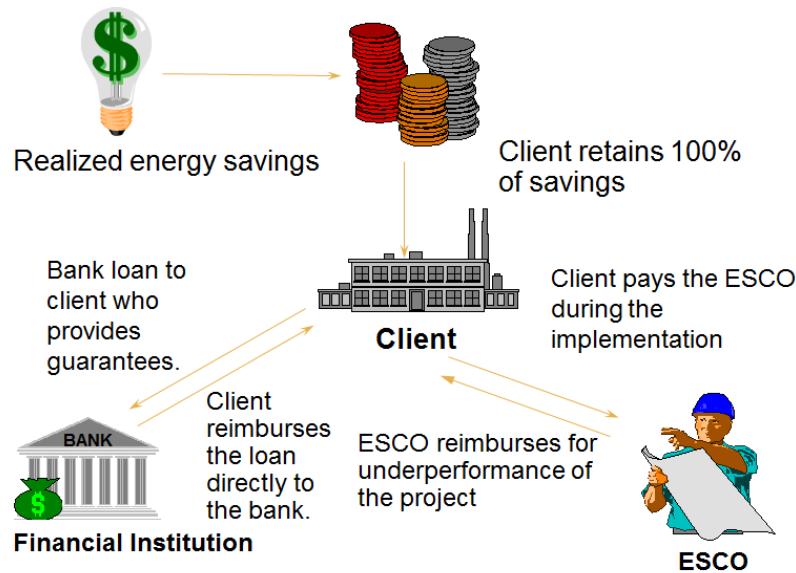 $
Realized energy savings
Client retains 100%
of savings
Bank loan to
client who
provides
guarantees.
Client
Client pays the ESCO
during the
implementation
Client
reimburses
the loan
directly to
the bank.
ESCO reimburses for
underperformance of
the project
BANK
$
Financial Institution
ESCO